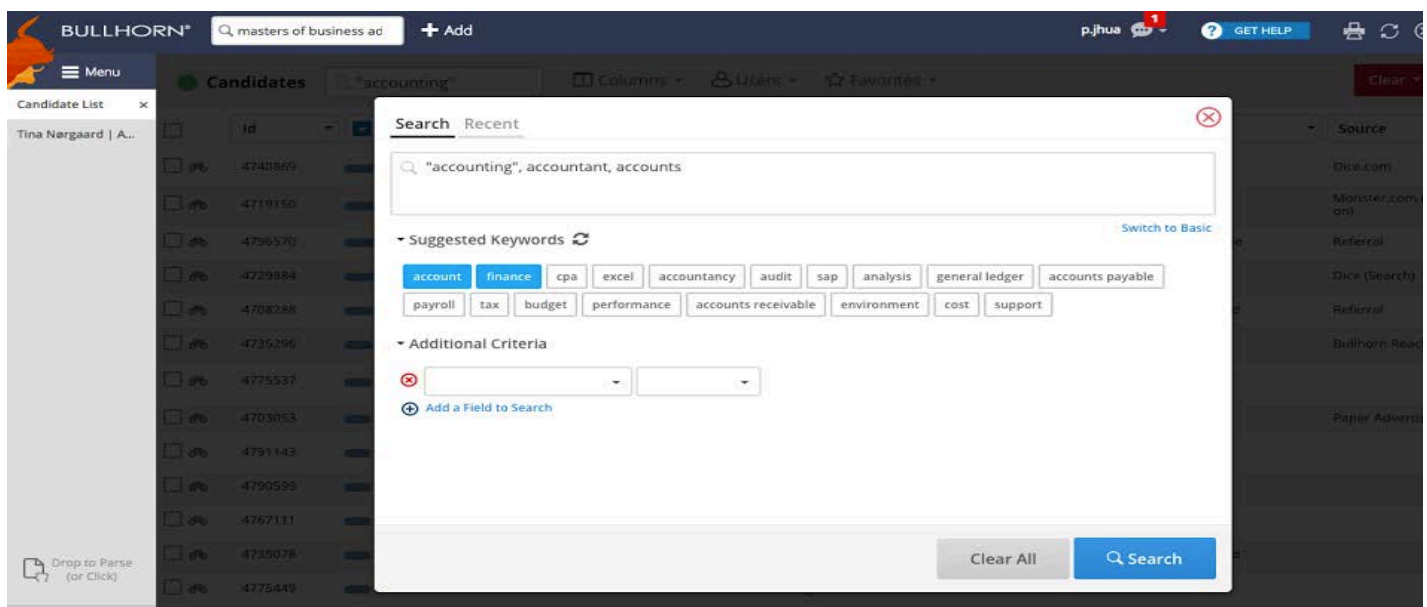 BULLHORN® masters of business ad + Add p.jhua 1 ? GET HELP
Menu
Candidates "accounting" Columns Users Favorites Clear
Candidate List ×
Tina Nørgaard | A...
Search Recent
Id Source
"accounting", accountant, accounts
Switch to Basic
4748869 Dice.com
4719150 Monster.com
4796570 Referral
4729884 Dice (Search)
4708288 Referral
4735296 Bullhorn Reac
4775537
4703053 Paper Adverti
4791143
4790599
4767111
4735078
4775449
Suggested Keywords
account finance cpa excel accountancy audit sap analysis general ledger accounts payable
payroll tax budget performance accounts receivable environment cost support
Additional Criteria
Add a Field to Search
Clear All Search
Drop to Parse
(or Click)